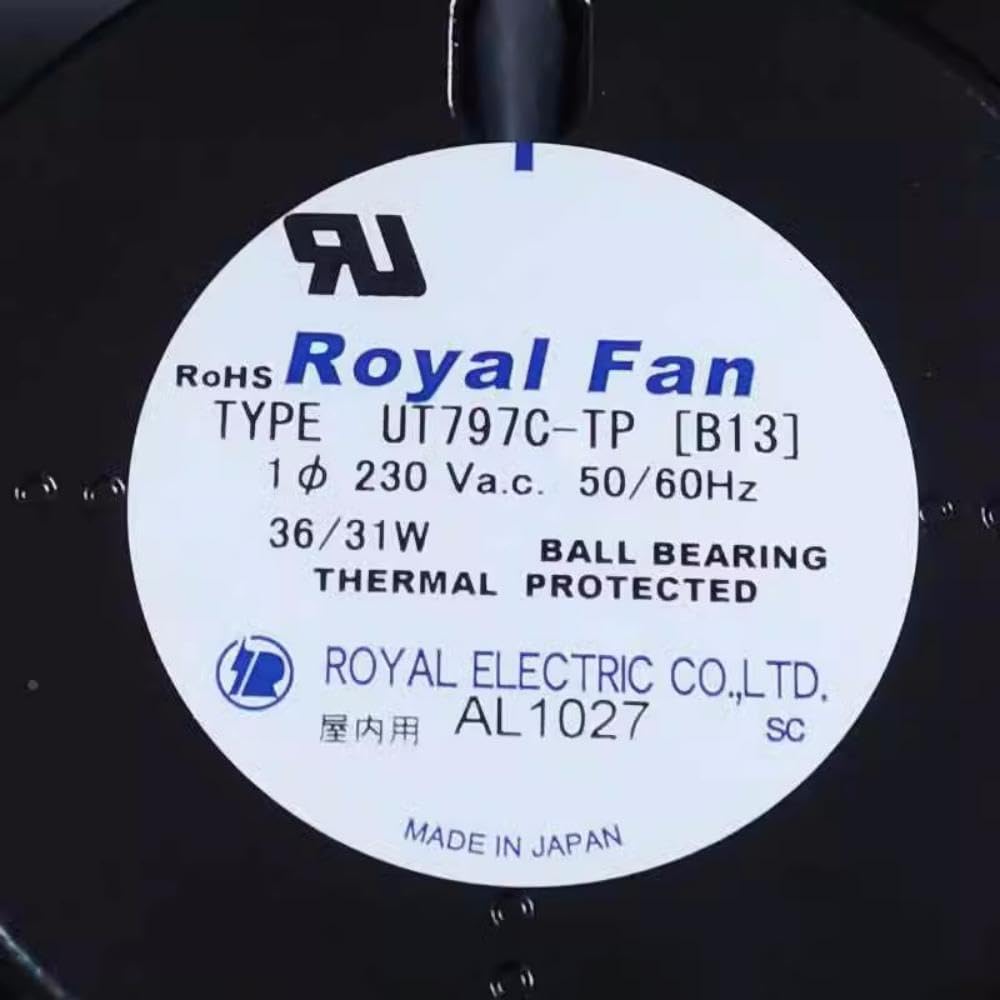 RU
RoHS Royal Fan
TYPE UT797C-TP [B13]
1φ 230 Va.c. 50/60Hz
36/31W BALL BEARING
THERMAL PROTECTED
ROYAL ELECTRIC CO.,LTD.
屋内用 AL1027 SC
MADE IN JAPAN